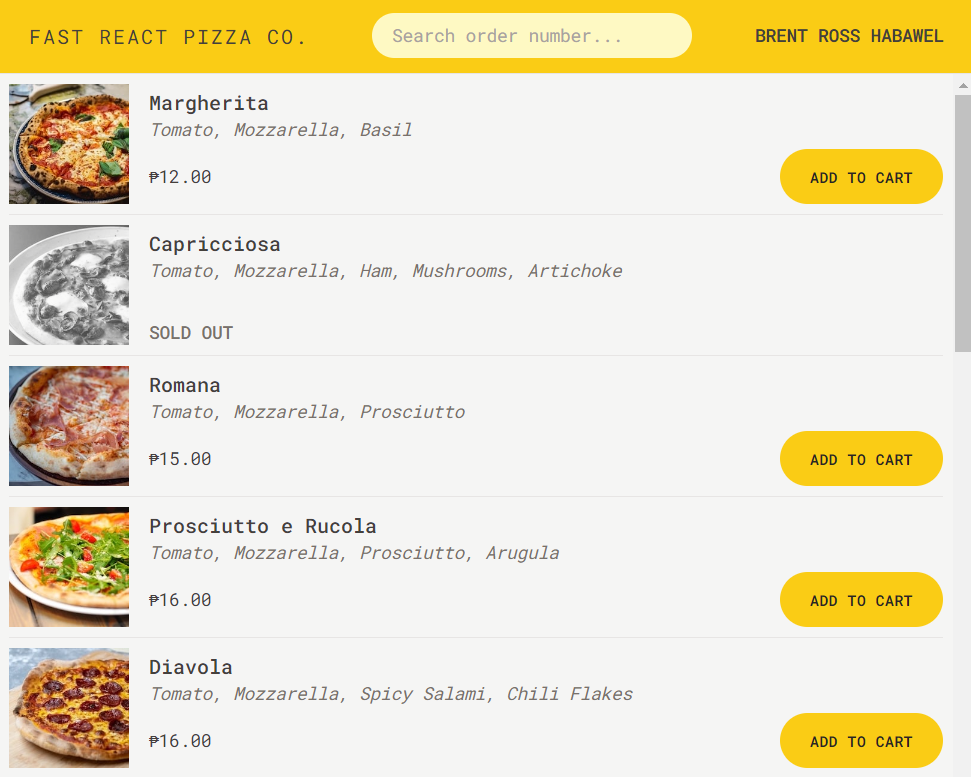 FAST REACT PIZZA CO.
Search order number...
BRENT ROSS HABAWEL
Margherita
Tomato, Mozzarella, Basil
₱12.00
ADD TO CART
Capricciosa
Tomato, Mozzarella, Ham, Mushrooms, Artichoke
SOLD OUT
Romana
Tomato, Mozzarella, Prosciutto
₱15.00
ADD TO CART
Prosciutto e Rucola
Tomato, Mozzarella, Prosciutto, Arugula
₱16.00
ADD TO CART
Diavola
Tomato, Mozzarella, Spicy Salami, Chili Flakes
₱16.00
ADD TO CART